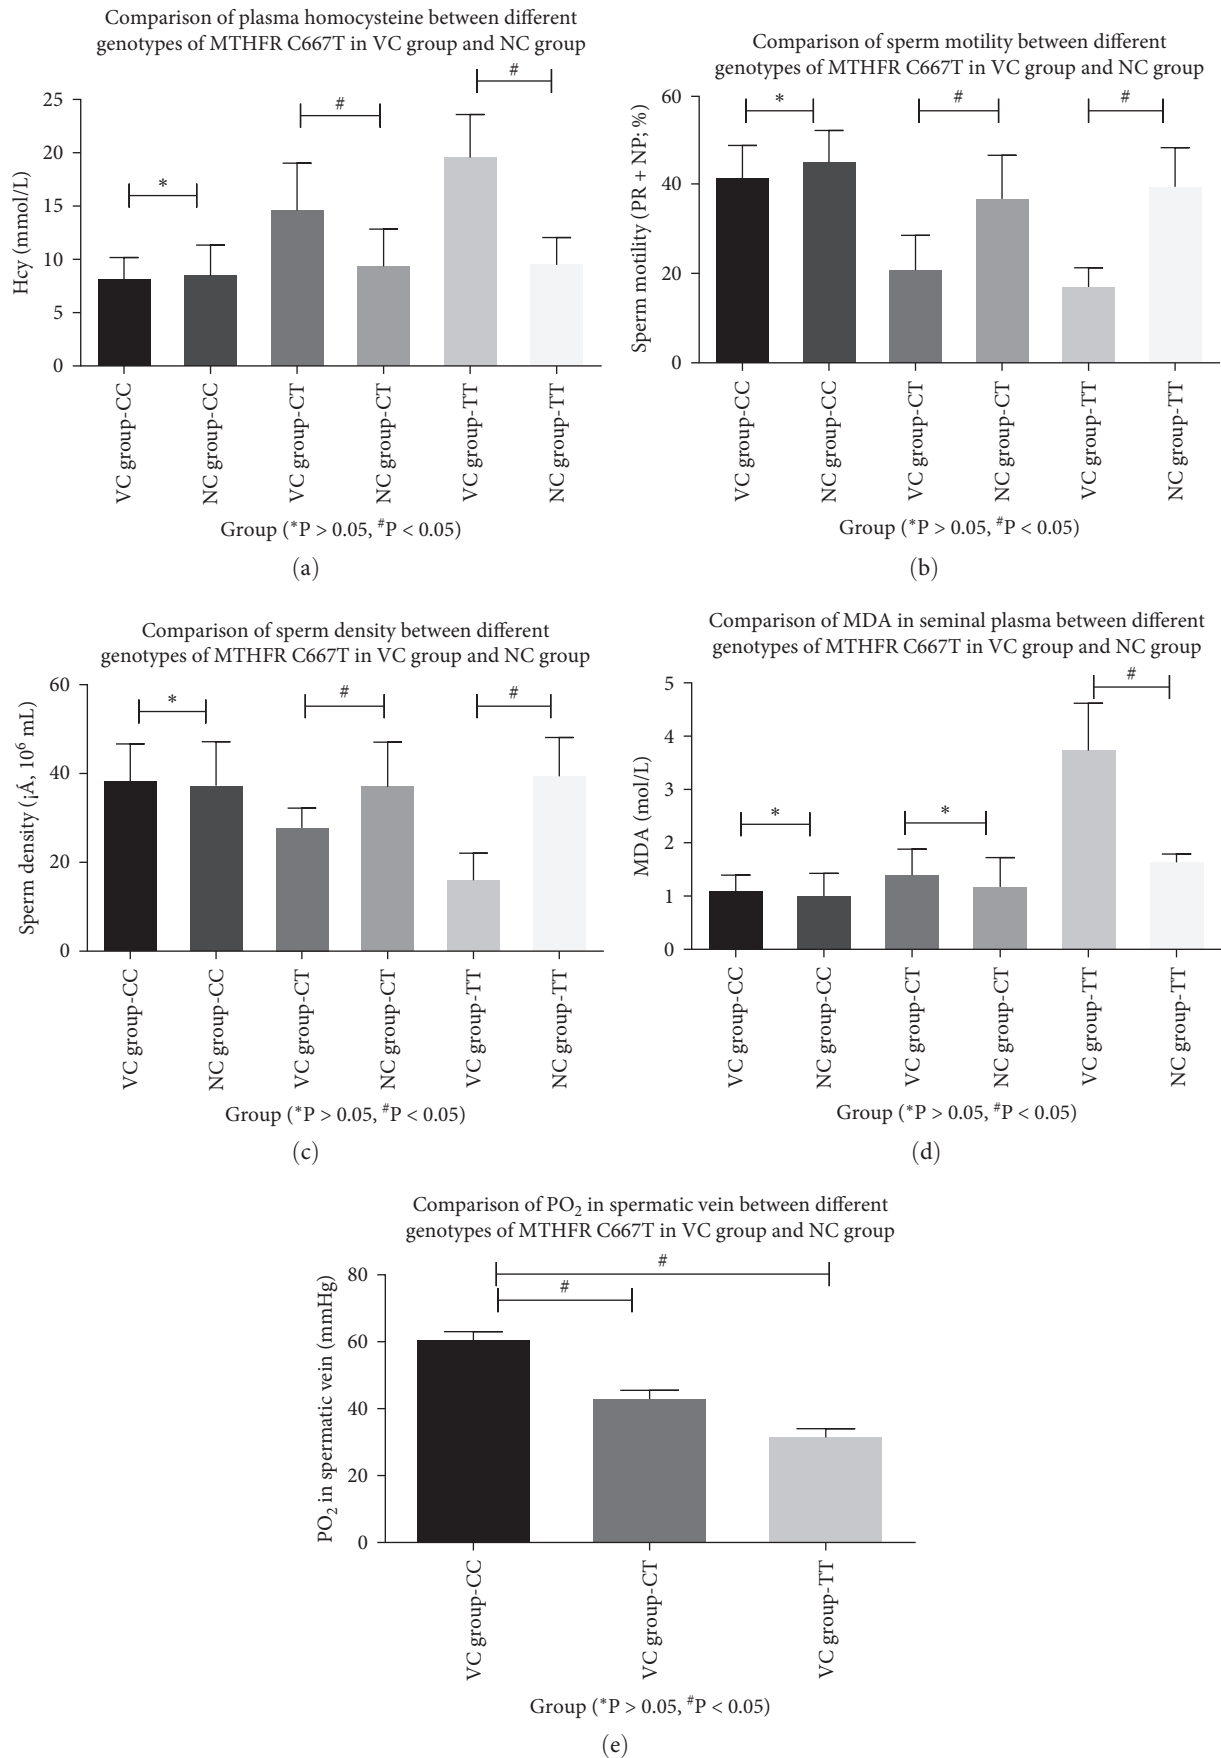 Comparison of plasma homocysteine between different
genotypes of MTHFR C667T in VC group and NC group
Hcy (mmol/L)
25
20
15
10
5
0
*
#
#
VC group-CC
NC group-CC
VC group-CT
NC group-CT
VC group-TT
NC group-TT
Group (*P > 0.05, #P < 0.05)
(a)
Comparison of sperm motility between different
genotypes of MTHFR C667T in VC group and NC group
Sperm motility (PR + NP; %)
60
40
20
0
*
#
#
VC group-CC
NC group-CC
VC group-CT
NC group-CT
VC group-TT
NC group-TT
Group (*P > 0.05, #P < 0.05)
(b)
Comparison of sperm density between different
genotypes of MTHFR C667T in VC group and NC group
Sperm density (¡Á, 10⁶ mL)
60
40
20
0
*
#
#
VC group-CC
NC group-CC
VC group-CT
NC group-CT
VC group-TT
NC group-TT
Group (*P > 0.05, #P < 0.05)
(c)
Comparison of MDA in seminal plasma between different
genotypes of MTHFR C667T in VC group and NC group
MDA (mol/L)
5
4
3
2
1
0
*
*
#
VC group-CC
NC group-CC
VC group-CT
NC group-CT
VC group-TT
NC group-TT
Group (*P > 0.05, #P < 0.05)
(d)
Comparison of PO₂ in spermatic vein between different
genotypes of MTHFR C667T in VC group and NC group
PO₂ in spermatic vein (mmHg)
80
60
40
20
0
#
#
VC group-CC
VC group-CT
VC group-TT
Group (*P > 0.05, #P < 0.05)
(e)